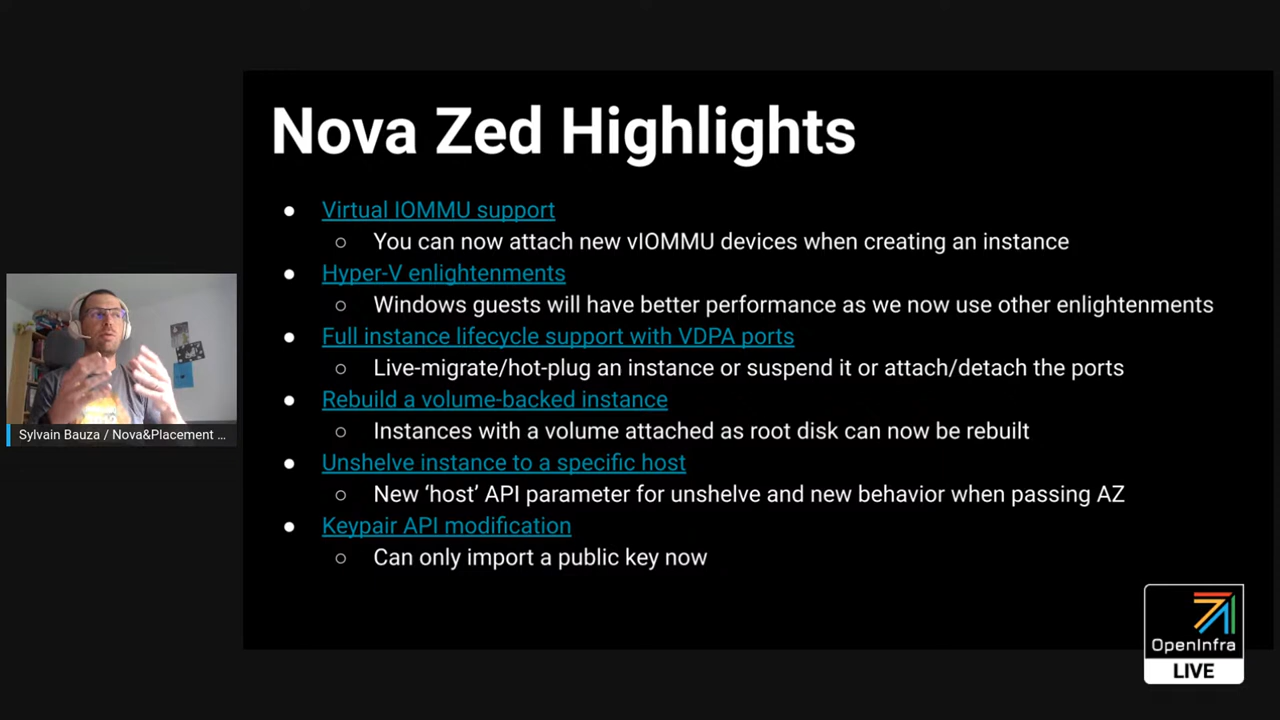 Nova Zed Highlights
Virtual IOMMU support
You can now attach new vIOMMU devices when creating an instance
Hyper-V enlightenments
Windows guests will have better performance as we now use other enlightenments
Full instance lifecycle support with VDPA ports
Live-migrate/hot-plug an instance or suspend it or attach/detach the ports
Rebuild a volume-backed instance
Instances with a volume attached as root disk can now be rebuilt
Unshelve instance to a specific host
New ‘host’ API parameter for unshelve and new behavior when passing AZ
Keypair API modification
Can only import a public key now
Sylvain Bauza / Nova&Placement ...
OpenInfra
LIVE